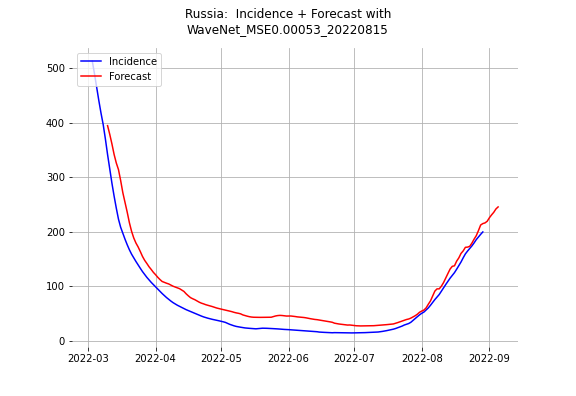 Russia:  Incidence + Forecast with
WaveNet_MSE0.00053_20220815
Incidence
Forecast
500
400
300
200
100
0
2022-03 2022-04 2022-05 2022-06 2022-07 2022-08 2022-09